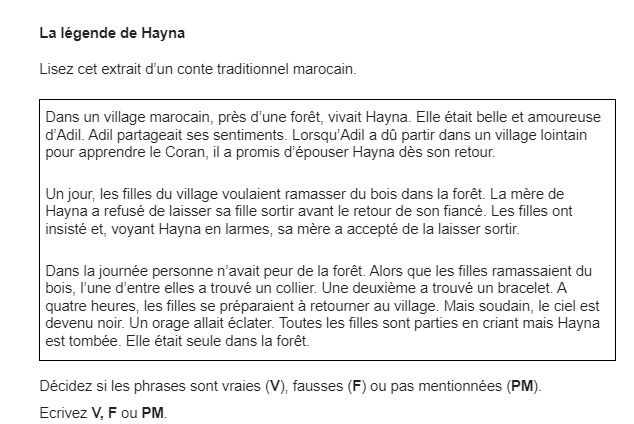 La légende de Hayna
Lisez cet extrait d'un conte traditionnel marocain.
Dans un village marocain, près d'une forêt, vivait Hayna. Elle était belle et amoureuse
d'Adil. Adil partageait ses sentiments. Lorsqu'Adil a dû partir dans un village lointain
pour apprendre le Coran, il a promis d'épouser Hayna dès son retour.
Un jour, les filles du village voulaient ramasser du bois dans la forêt. La mère de
Hayna a refusé de laisser sa fille sortir avant le retour de son fiancé. Les filles ont
insisté et, voyant Hayna en larmes, sa mère a accepté de la laisser sortir.
Dans la journée personne n'avait peur de la forêt. Alors que les filles ramassaient du
bois, l'une d'entre elles a trouvé un collier. Une deuxième a trouvé un bracelet. A
quatre heures, les filles se préparaient à retourner au village. Mais soudain, le ciel est
devenu noir. Un orage allait éclater. Toutes les filles sont parties en criant mais Hayna
est tombée. Elle était seule dans la forêt.
Décidez si les phrases sont vraies (V), fausses (F) ou pas mentionnées (PM).
Ecrivez V, F ou PM.